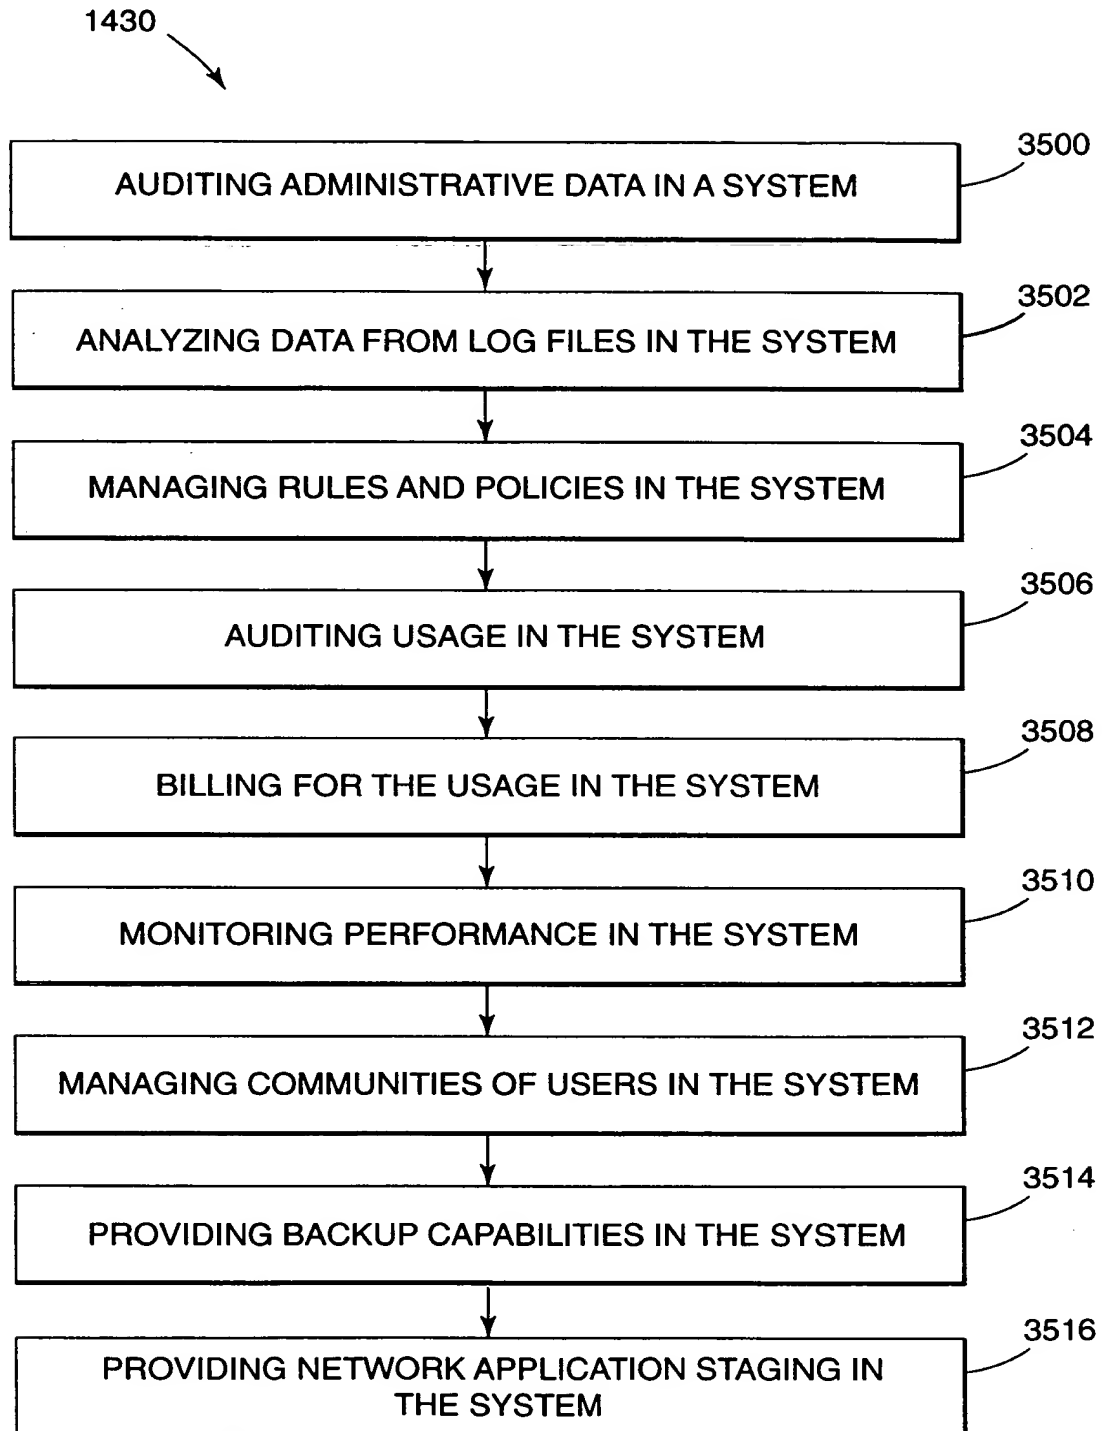 1430
3500
AUDITING ADMINISTRATIVE DATA IN A SYSTEM
3502
ANALYZING DATA FROM LOG FILES IN THE SYSTEM
3504
MANAGING RULES AND POLICIES IN THE SYSTEM
3506
AUDITING USAGE IN THE SYSTEM
3508
BILLING FOR THE USAGE IN THE SYSTEM
3510
MONITORING PERFORMANCE IN THE SYSTEM
3512
MANAGING COMMUNITIES OF USERS IN THE SYSTEM
3514
PROVIDING BACKUP CAPABILITIES IN THE SYSTEM
3516
PROVIDING NETWORK APPLICATION STAGING IN
THE SYSTEM